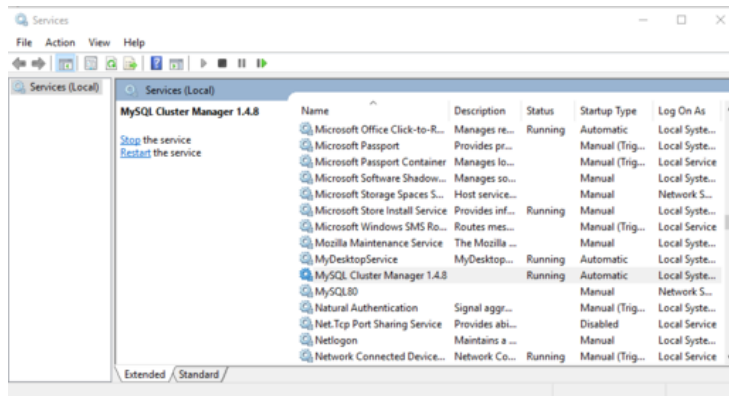 Services
File Action View Help
Services (Local)
Services (Local)
MySQL Cluster Manager 1.4.8
Stop the service
Restart the service
Name Description Status Startup Type Log On As
Microsoft Office Click-to-R... Manages re... Running Automatic Local Syste...
Microsoft Passport Provides pr... Manual (Trig... Local Syste...
Microsoft Passport Container Manages lo... Manual (Trig... Local Service
Microsoft Software Shadow... Manages so... Manual Local Syste...
Microsoft Storage Spaces S... Host service... Manual Network S...
Microsoft Store Install Service Provides inf... Running Manual Local Syste...
Microsoft Windows SMS Ro... Routes mes... Manual (Trig... Local Service
Mozilla Maintenance Service The Mozilla ... Manual Local Syste...
MyDesktopService MyDesktop... Running Automatic Local Syste...
MySQL Cluster Manager 1.4.8 Running Automatic Local Syste...
MySQL80 Manual Network S...
Natural Authentication Signal aggr... Manual (Trig... Local Syste...
Net.Tcp Port Sharing Service Provides abi... Disabled Local Service
Netlogon Maintains a ... Manual Local Syste...
Network Connected Device... Network Co... Running Manual (Trig... Local Service
Extended Standard